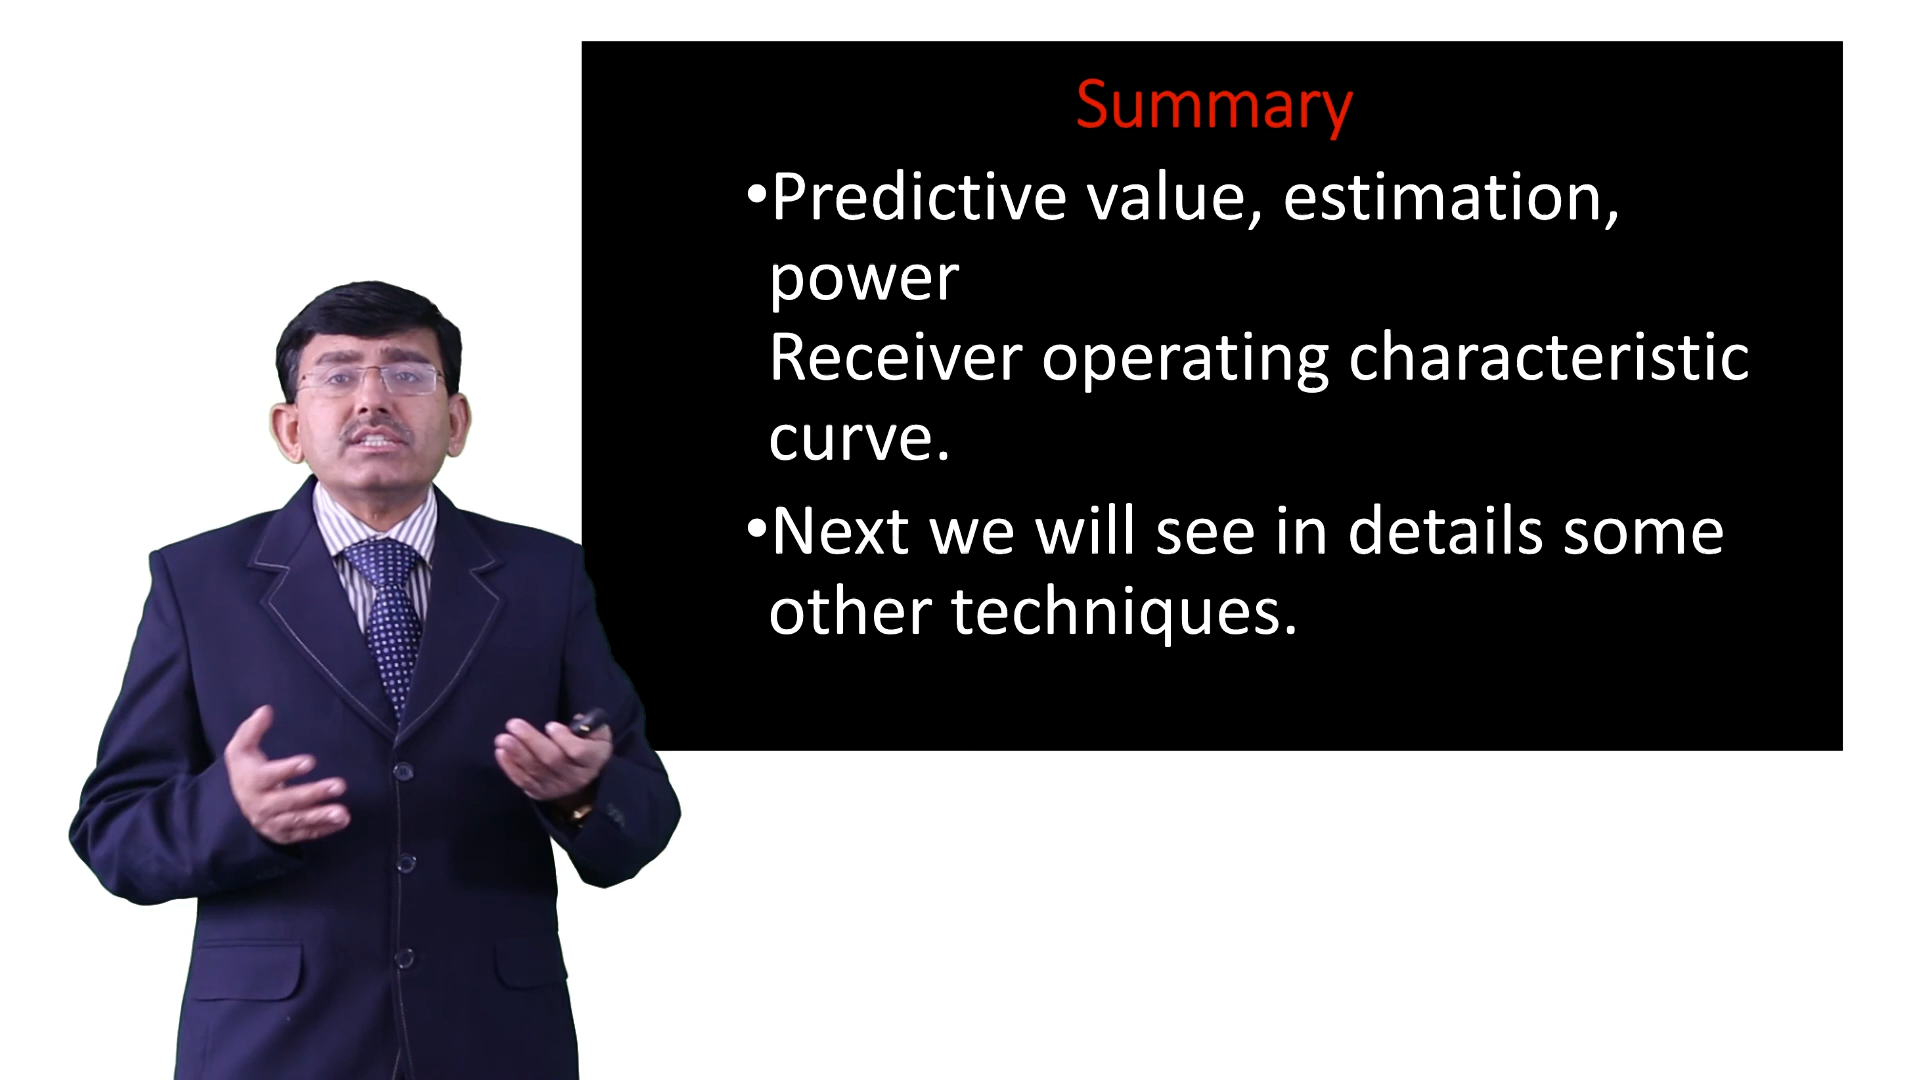 Summary
•Predictive value, estimation,
power
Receiver operating characteristic
curve.
•Next we will see in details some
other techniques.